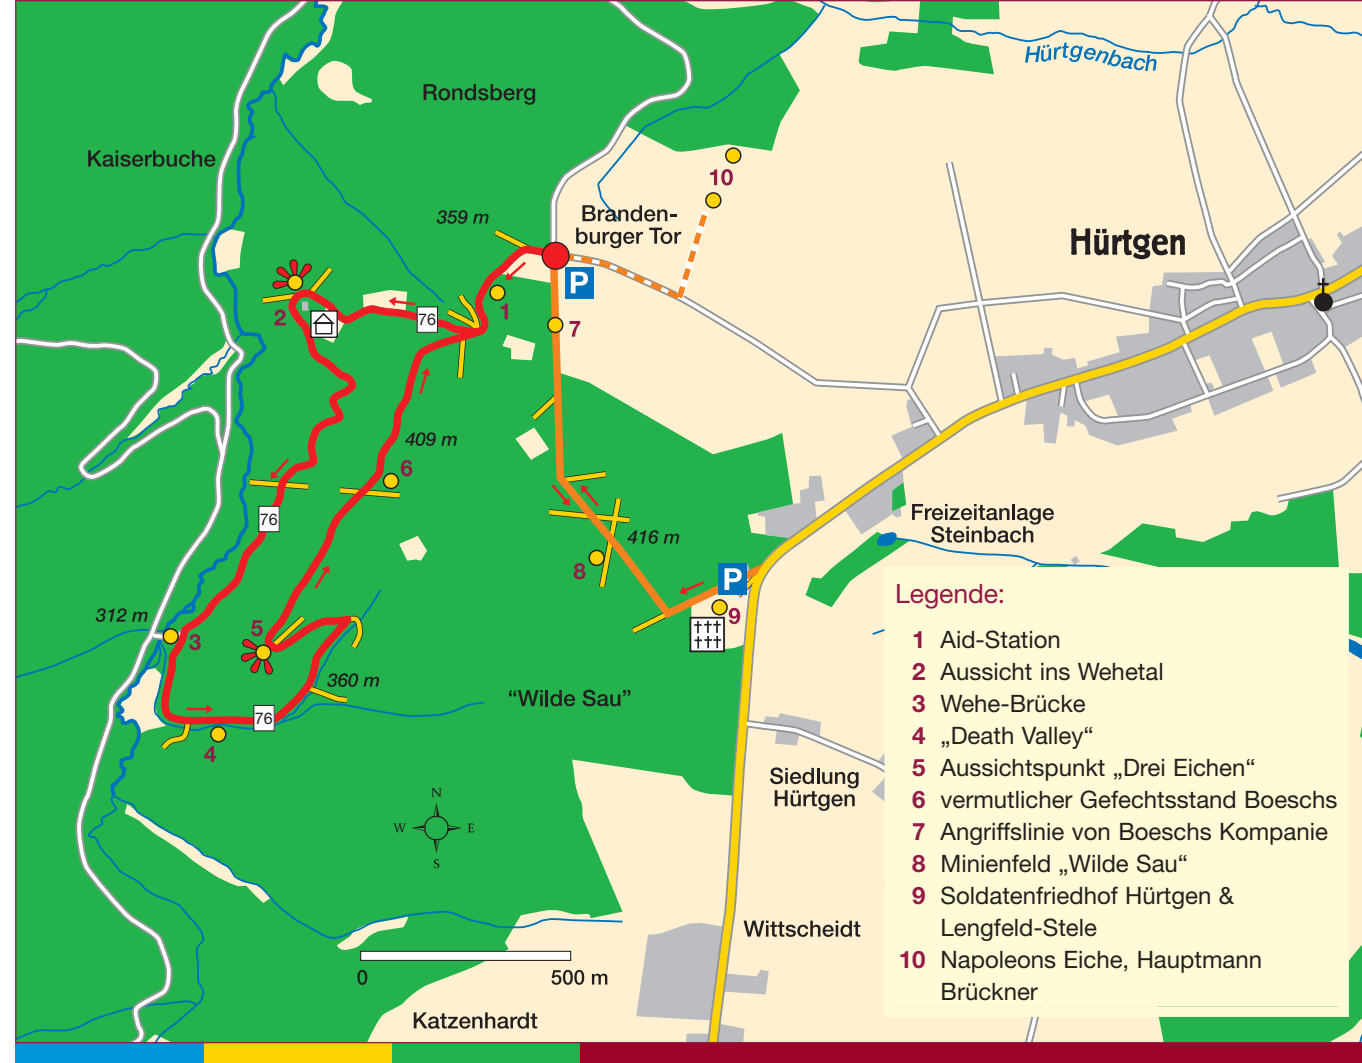 Hürtgenbach
Rondsberg
Kaiserbuche
10
359 m
Branden-
burger Tor
Hürtgen
P
2
1
76
7
409 m
6
76
Freizeitanlage
Steinbach
416 m
8
P
9
312 m
3
5
360 m
"Wilde Sau"
76
4
Siedlung
Hürtgen
N
W
E
S
Wittscheidt
0
500 m
Katzenhardt
Legende:
1 Aid-Station
2 Aussicht ins Wehetal
3 Wehe-Brücke
4 „Death Valley“
5 Aussichtspunkt „Drei Eichen“
6 vermutlicher Gefechtsstand Boeschs
7 Angriffslinie von Boeschs Kompanie
8 Minienfeld „Wilde Sau“
9 Soldatenfriedhof Hürtgen &
Lengfeld-Stele
10 Napoleons Eiche, Hauptmann
Brückner